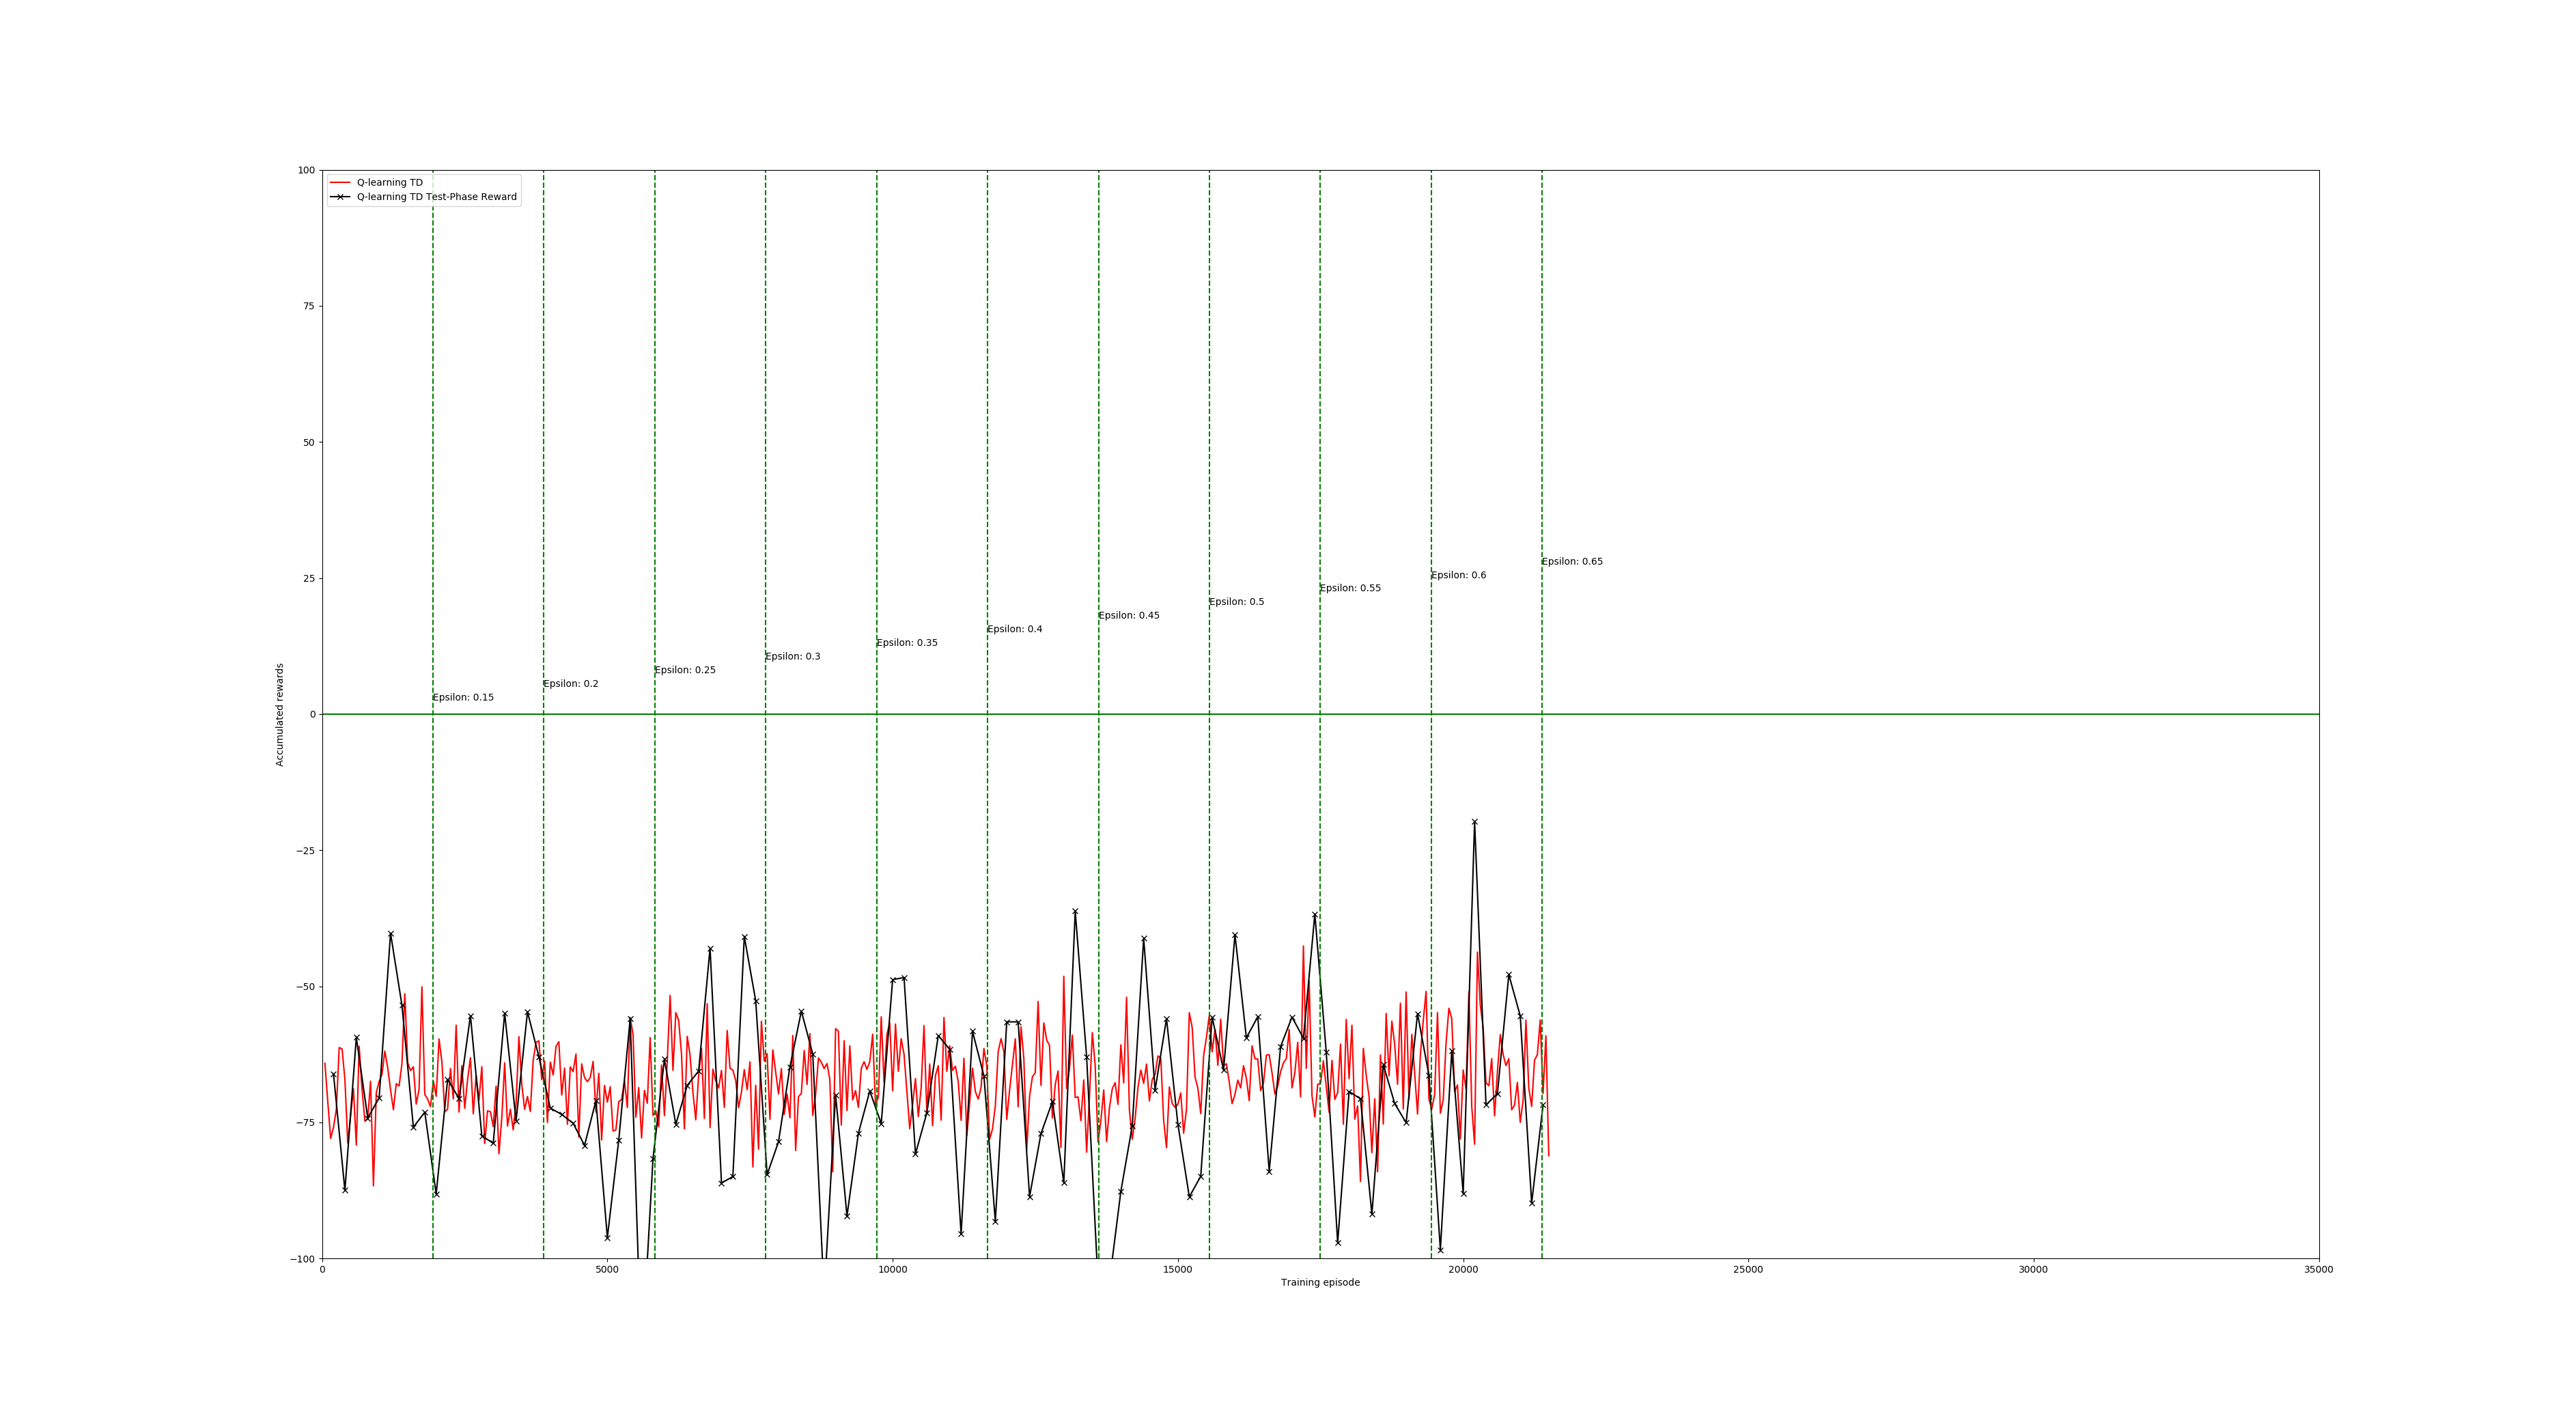 100
Q-learning TD
Q-learning TD Test-Phase Reward
75
50
Epsilon: 0.65
25
Epsilon: 0.6
Epsilon: 0.55
Epsilon: 0.5
Epsilon: 0.45
Epsilon: 0.4
Epsilon: 0.35
Epsilon: 0.3
Epsilon: 0.25
Epsilon: 0.2
Epsilon: 0.15
0
Accumulated rewards
−25
−50
−75
−100
0 5000 10000 15000 20000 25000 30000 35000
Training episode